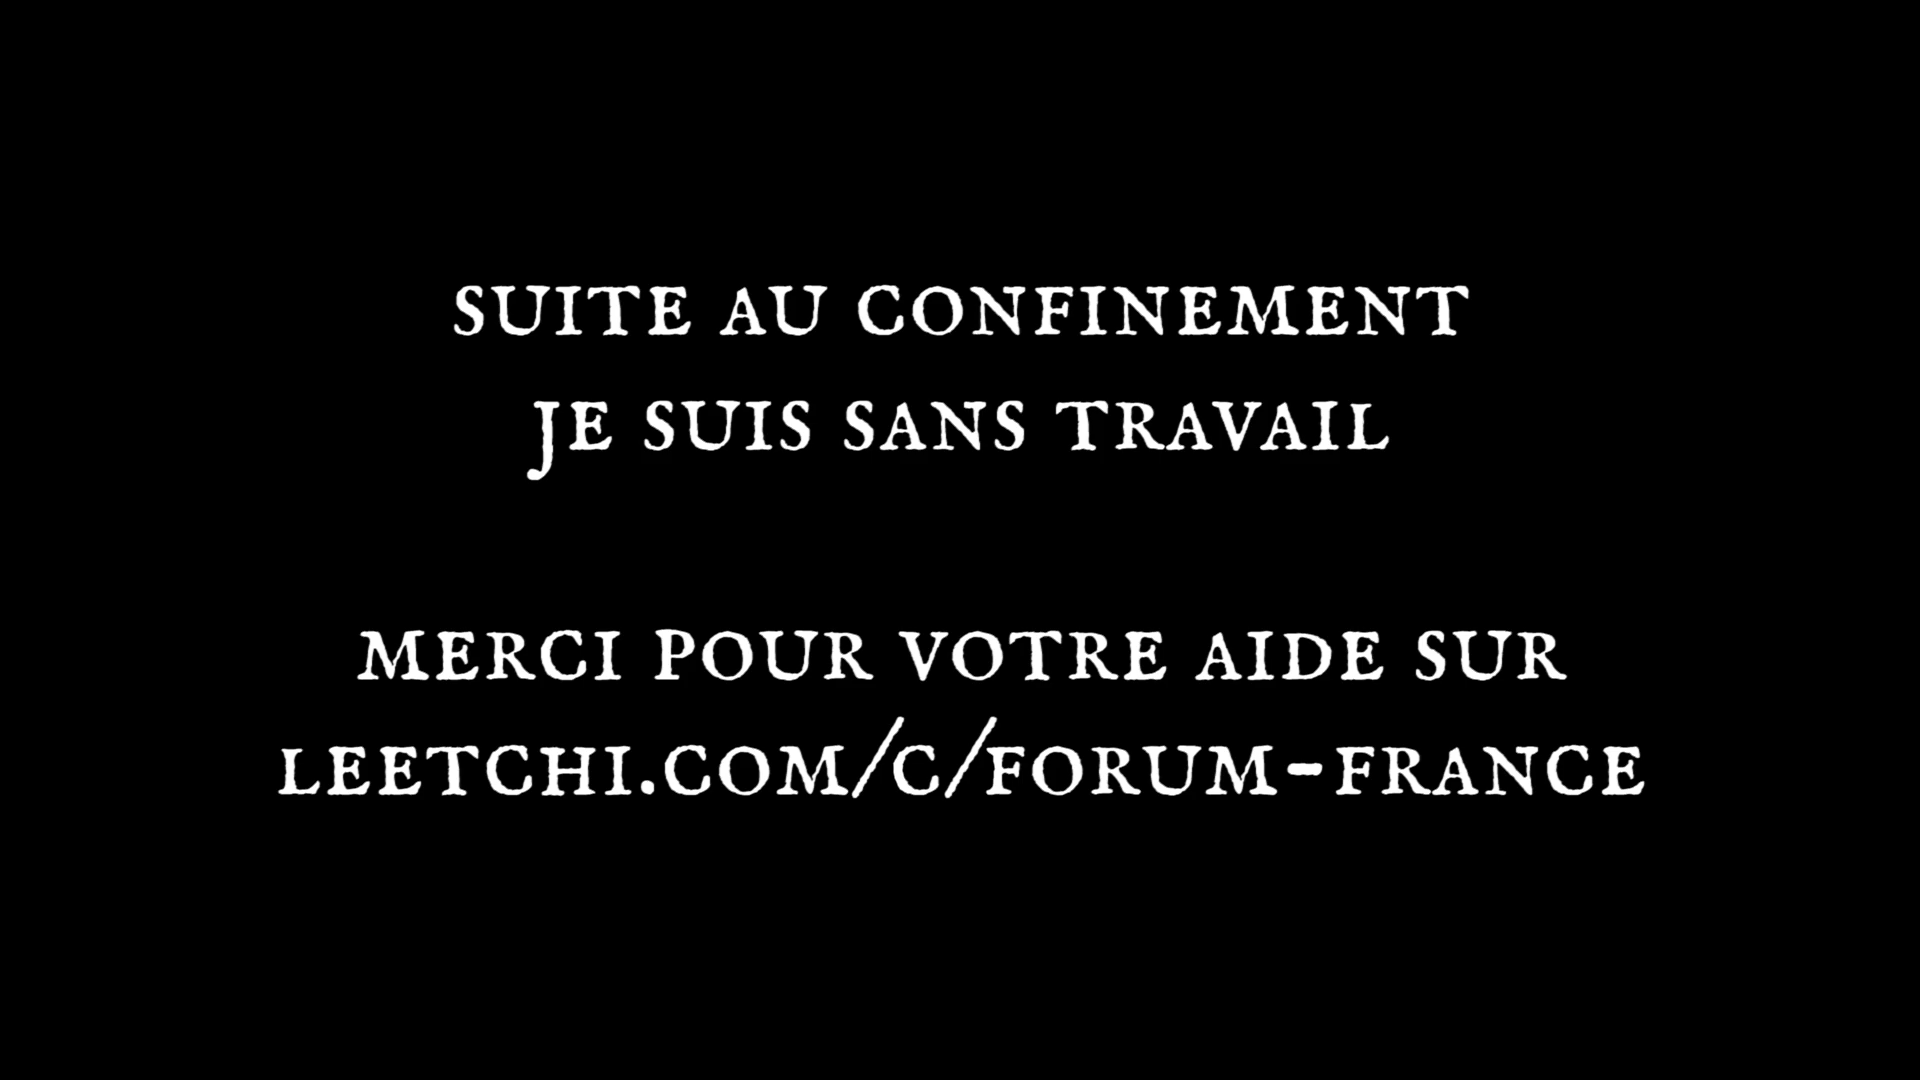 SUITE AU CONFINEMENT
JE SUIS SANS TRAVAIL
MERCI POUR VOTRE AIDE SUR
LEETCHI.COM/C/FORUM-FRANCE